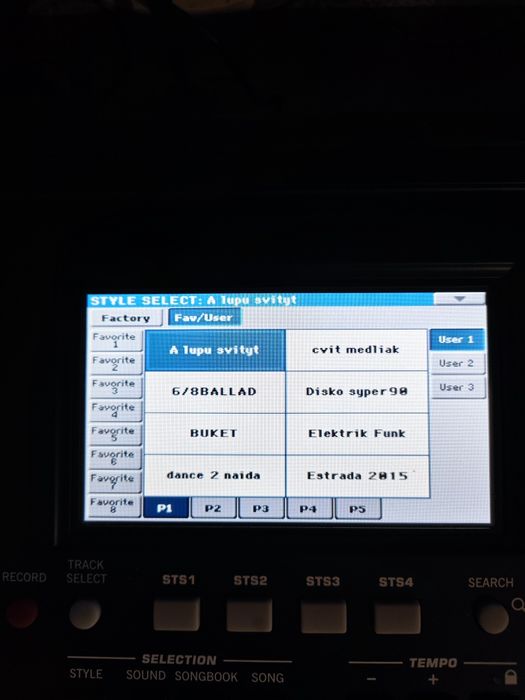 STYLE SELECT: A lupu svityt
Factory Fav/User
Favorite 1
Favorite 2
Favorite 3
Favorite 4
Favorite 5
Favorite 6
Favorite 7
Favorite 8
A lupu svityt cvit medliak
6/8BALLAD Disko syper90
BUKET Elektrik Funk
dance 2 naida Estrada 2015
User 1
User 2
User 3
P1 P2 P3 P4 P5
RECORD TRACK SELECT STS1 STS2 STS3 STS4 SEARCH
SELECTION TEMPO
STYLE SOUND SONGBOOK SONG - +